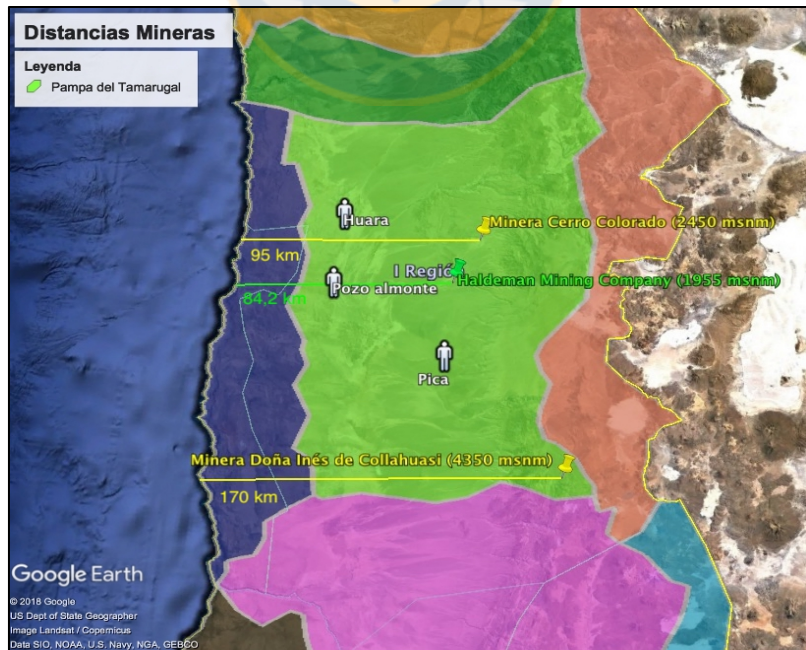 Distancias Mineras
Leyenda
Pampa del Tamarugal
Huara
Minera Cerro Colorado (2450 msnm)
95 km
I Región
Haldeman Mining Company (1955 msnm)
Pozo almonte
84,2 km
Pica
Minera Doña Inés de Collahuasi (4350 msnm)
170 km
Google Earth
© 2018 Google
US Dept of State Geographer
Image Landsat / Copernicus
Data SIO, NOAA, U.S. Navy, NGA, GEBCO